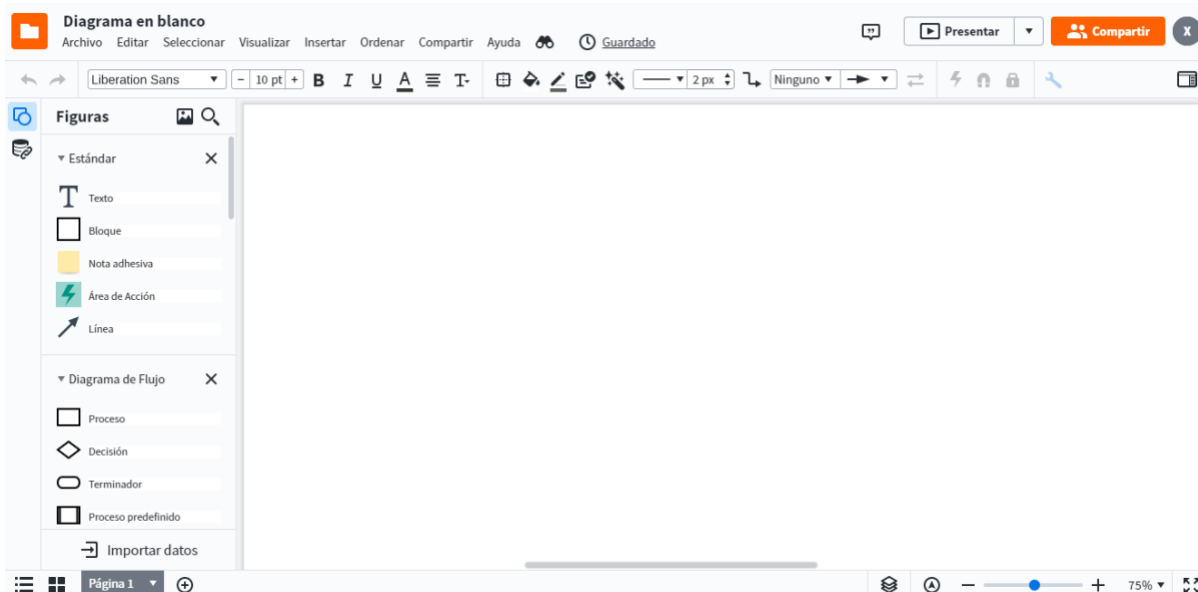 Diagrama en blanco
Archivo Editar Seleccionar Visualizar Insertar Ordenar Compartir Ayuda Guardado
Presentar Compartir X
Liberation Sans - 10 pt + B I U A T 2 px Ninguno
Figuras
Estándar
T Texto
Bloque
Nota adhesiva
Área de Acción
Línea
Diagrama de Flujo
Proceso
Decisión
Terminador
Proceso predefinido
Importar datos
Página 1 75%